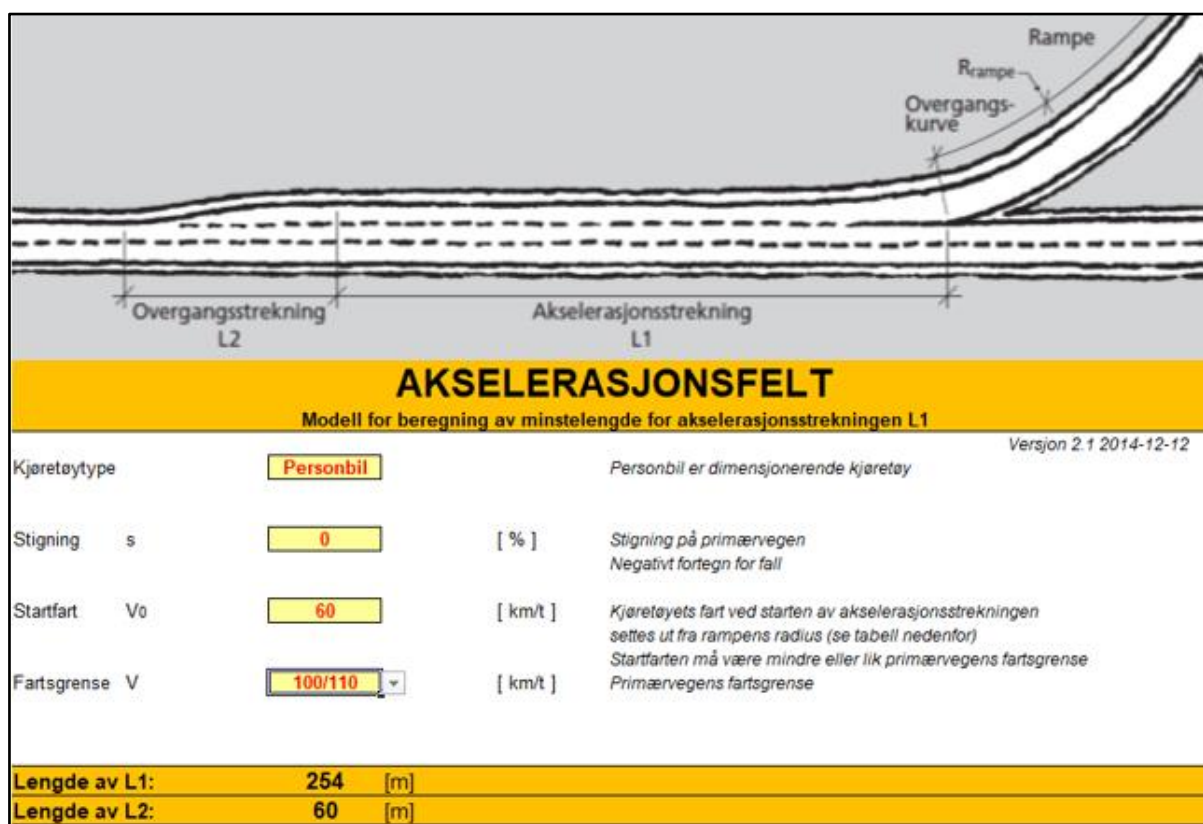 Rampe
Rrampe
Overgangs-
kurve
Overgangsstrekning
L2
Akselerasjonsstrekning
L1
AKSELERASJONSFELT
Modell for beregning av minstelengde for akselerasjonsstrekningen L1
Versjon 2.1 2014-12-12
Kjøretøytype Personbil Personbil er dimensjonerende kjøretøy
Stigning s 0 [ % ] Stigning på primærvegen
Negativt fortegn for fall
Startfart V0 60 [ km/t ] Kjøretøyets fart ved starten av akselerasjonsstrekningen
settes ut fra rampens radius (se tabell nedenfor)
Startfarten må være mindre eller lik primærvegens fartsgrense
Fartsgrense V 100/110 [ km/t ] Primærvegens fartsgrense
Lengde av L1: 254 [m]
Lengde av L2: 60 [m]